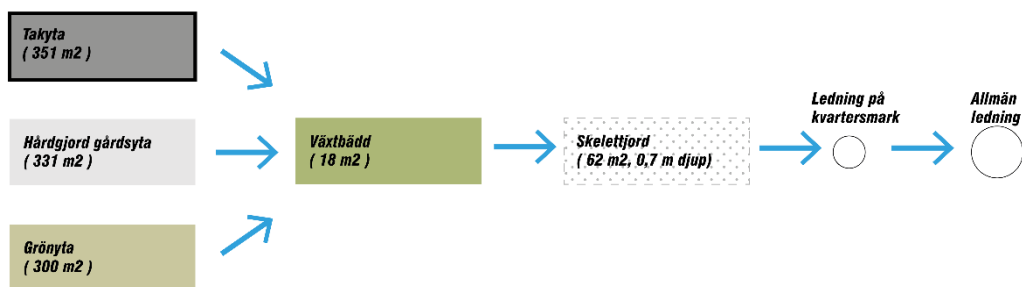 Takyta
( 351 m2 )
Hårdgjord gårdsyta
( 331 m2 )
Grönyta
( 300 m2 )
Växtbädd
( 18 m2 )
Skelettjord
( 62 m2, 0,7 m djup)
Ledning på
kvartersmark
Allmän
ledning